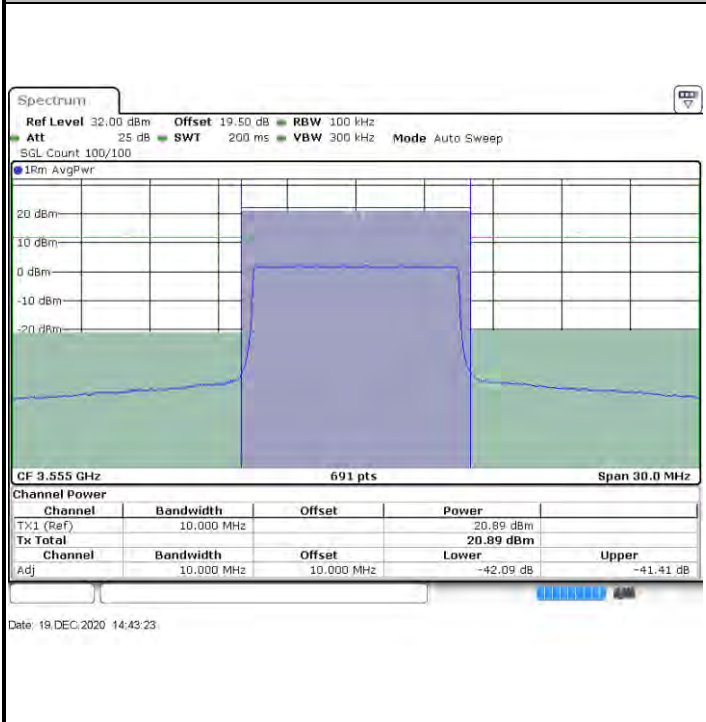 Spectrum
Ref Level 32.00 dBm Offset 19.50 dB RBW 100 kHz
Att 25 dB SWT 200 ms VBW 300 kHz Mode Auto Sweep
SGL Count 100/100
1Rm AvgPwr
20 dBm
10 dBm
0 dBm
-10 dBm
-20 dBm
CF 3.555 GHz 691 pts Span 30.0 MHz
Channel Power
Channel Bandwidth Offset Power
TX1 (Ref) 10.000 MHz 20.89 dBm
Tx Total 20.89 dBm
Channel Bandwidth Offset Lower Upper
Adj 10.000 MHz 10.000 MHz -42.09 dB -41.41 dB
Date: 19.DEC.2020 14:43:23